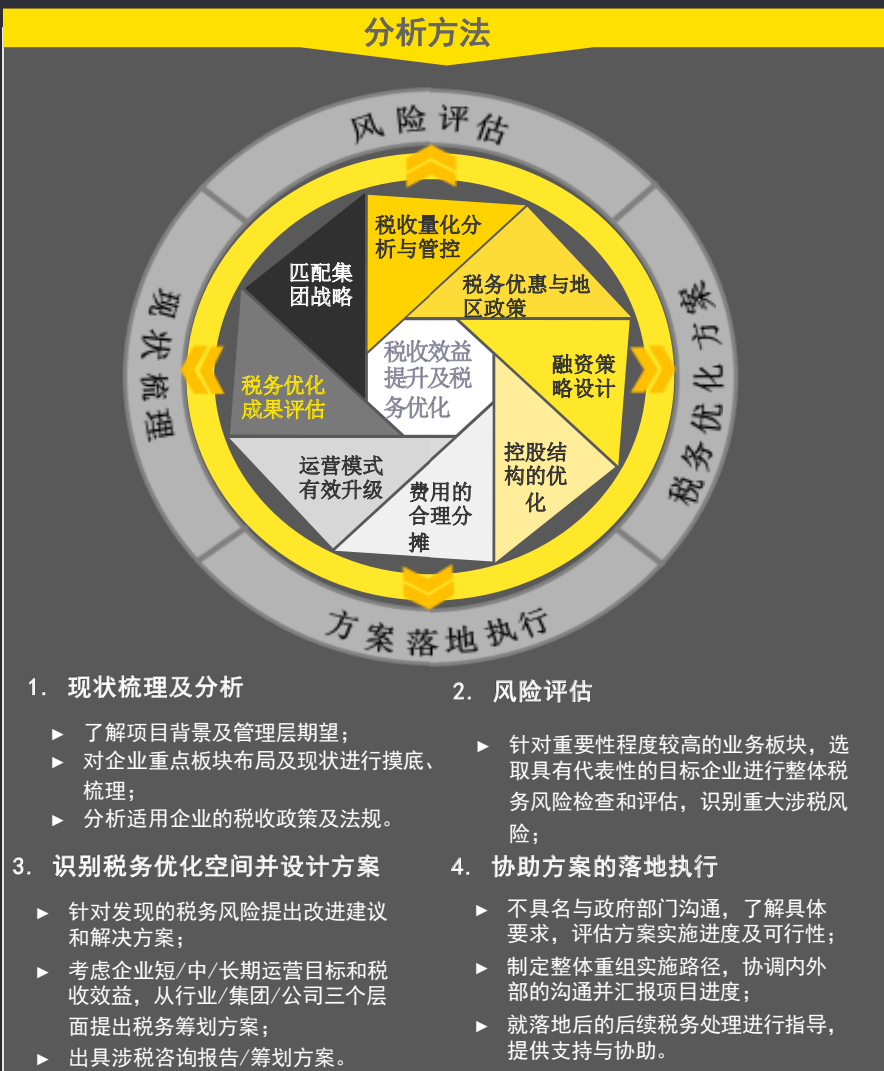 分析方法
风险评估
现状梳理
税务优化方案
方案落地执行
税收量化分
析与管控
匹配集
团战略
税务优惠与地
区政策
税收效益
提升及税
务优化
融资策
略设计
税务优化
成果评估
控股结
构的优
化
运营模式
有效升级
费用的
合理分
摊
1. 现状梳理及分析
► 了解项目背景及管理层期望；
► 对企业重点板块布局及现状进行摸底、
梳理；
► 分析适用企业的税收政策及法规。
2. 风险评估
► 针对重要性程度较高的业务板块，选
取具有代表性的目标企业进行整体税
务风险检查和评估，识别重大涉税风
险；
3. 识别税务优化空间并设计方案
► 针对发现的税务风险提出改进建议
和解决方案；
► 考虑企业短/中/长期运营目标和税
收效益，从行业/集团/公司三个层
面提出税务筹划方案；
► 出具涉税咨询报告/筹划方案。
4. 协助方案的落地执行
► 不具名与政府部门沟通，了解具体
要求，评估方案实施进度及可行性；
► 制定整体重组实施路径，协调内外
部的沟通并汇报项目进度；
► 就落地后的后续税务处理进行指导，
提供支持与协助。